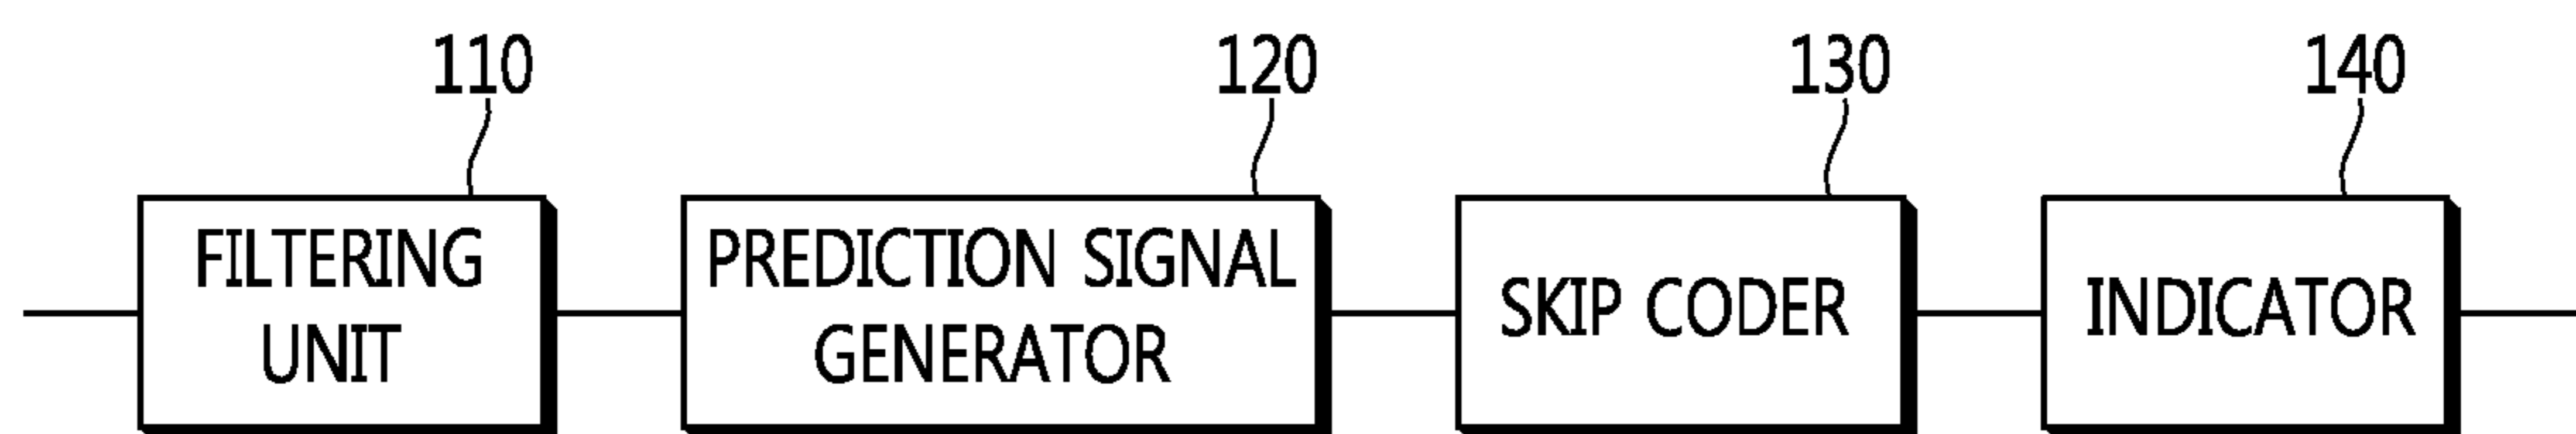 110
120
130
140
FILTERING
UNIT
PREDICTION SIGNAL
GENERATOR
SKIP CODER
INDICATOR